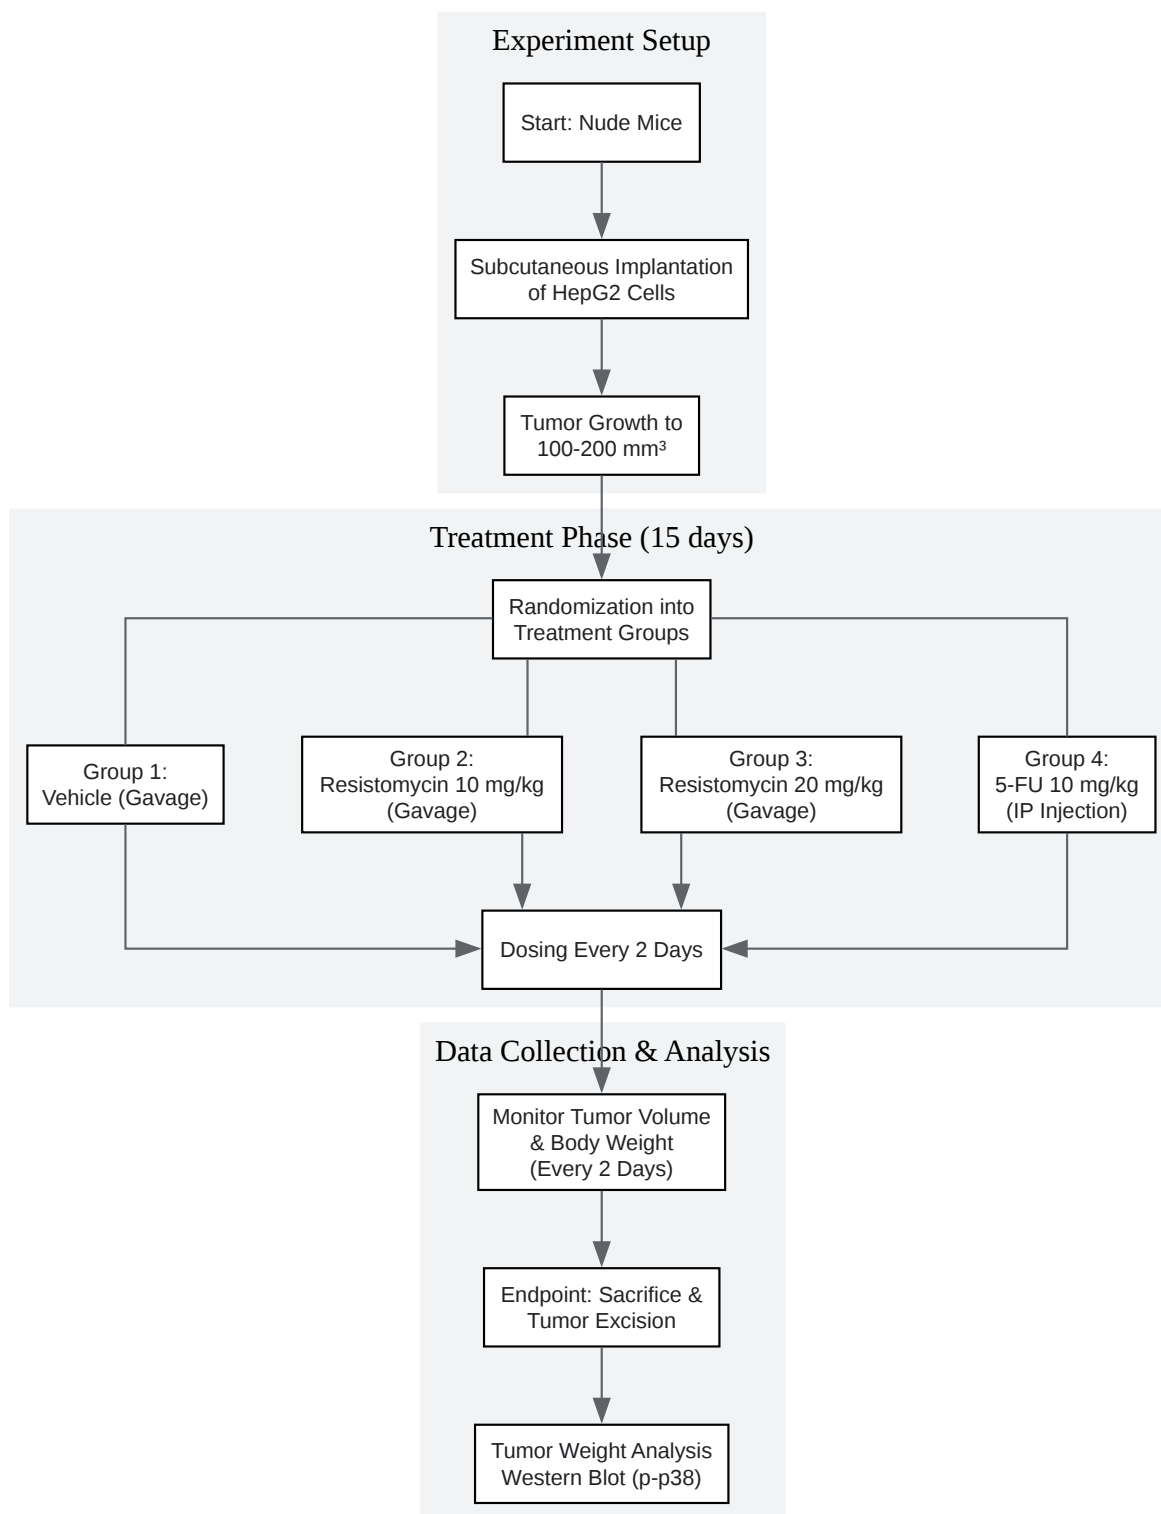 Experiment Setup
Start: Nude Mice
Subcutaneous Implantation
of HepG2 Cells
Tumor Growth to
100-200 mm³
Treatment Phase (15 days)
Randomization into
Treatment Groups
Group 1:
Vehicle (Gavage)
Group 2:
Resistomycin 10 mg/kg
(Gavage)
Group 3:
Resistomycin 20 mg/kg
(Gavage)
Group 4:
5-FU 10 mg/kg
(IP Injection)
Dosing Every 2 Days
Data Collection & Analysis
Monitor Tumor Volume
& Body Weight
(Every 2 Days)
Endpoint: Sacrifice &
Tumor Excision
Tumor Weight Analysis
Western Blot (p-p38)